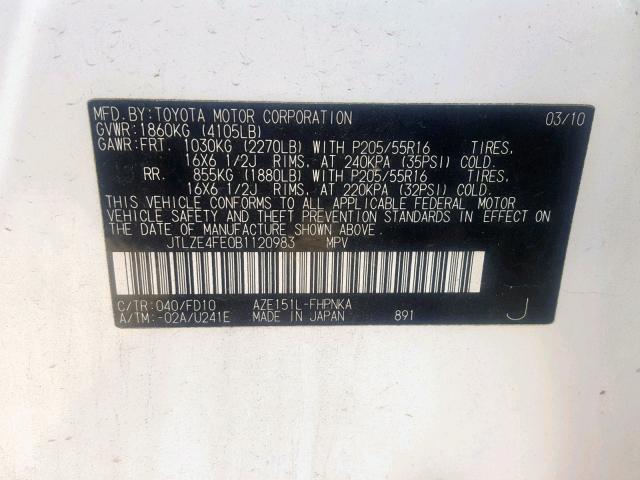 MFD.BY:TOYOTA MOTOR CORPORATION 03/10
GVWR:1860KG (4105LB)
GAWR:FRT. 1030KG (2270LB) WITH P205/55R16 TIRES,
16X6 1/2J RIMS, AT 240KPA (35PSI) COLD.
RR. 855KG (1880LB) WITH P205/55R16 TIRES,
16X6 1/2J RIMS, AT 220KPA (32PSI) COLD.
THIS VEHICLE CONFORMS TO ALL APPLICABLE FEDERAL MOTOR
VEHICLE SAFETY AND THEFT PREVENTION STANDARDS IN EFFECT ON
THE DATE OF MANUFACTURE SHOWN ABOVE.
JTLZE4FE0B1120983 MPV
C/TR:040/FD10 AZE151L-FHPNKA
A/TM:-02A/U241E MADE IN JAPAN 891 J